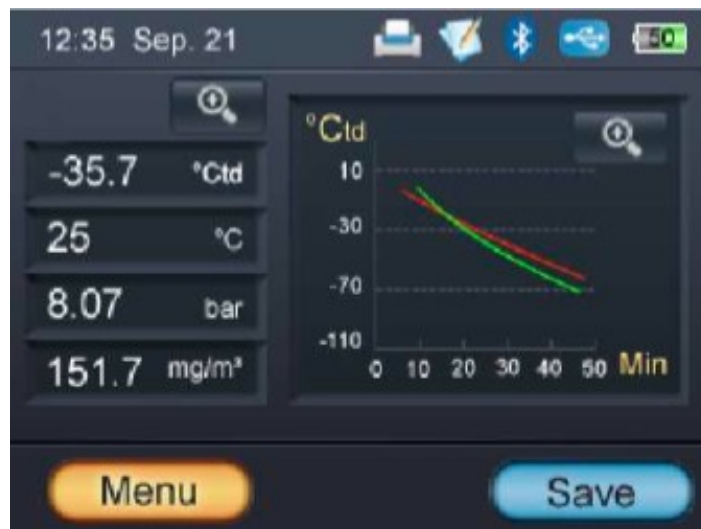 12:35 Sep. 21
50
-35.7 °Ctd
25 °C
8.07 bar
151.7 mg/m³
°Ctd
10
-30
-70
-110
0 10 20 30 40 50 Min
Menu
Save